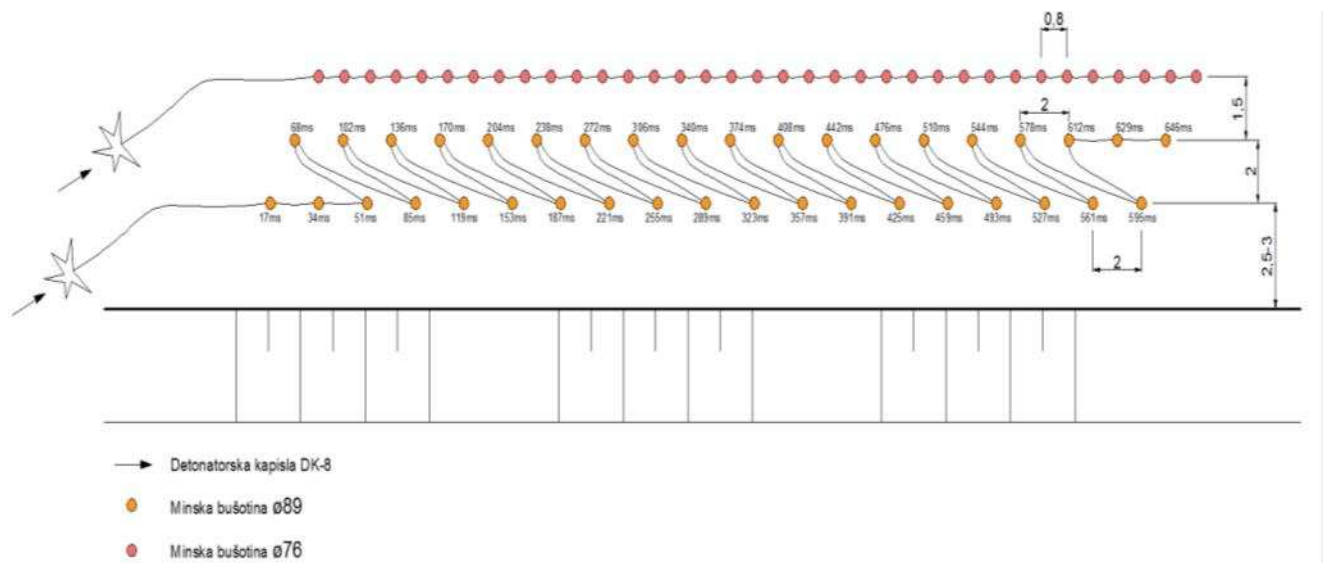 0,8
1,5
68ms 102ms 136ms 170ms 204ms 238ms 272ms 306ms 340ms 374ms 408ms 442ms 476ms 510ms 544ms 578ms 2 612ms 629ms 646ms
2
17ms 34ms 51ms 85ms 119ms 153ms 187ms 221ms 255ms 289ms 323ms 357ms 391ms 425ms 459ms 493ms 527ms 561ms 595ms
2
2,5-3
Detonatorska kapisla DK-8
Minska bušotina ø89
Minska bušotina ø76